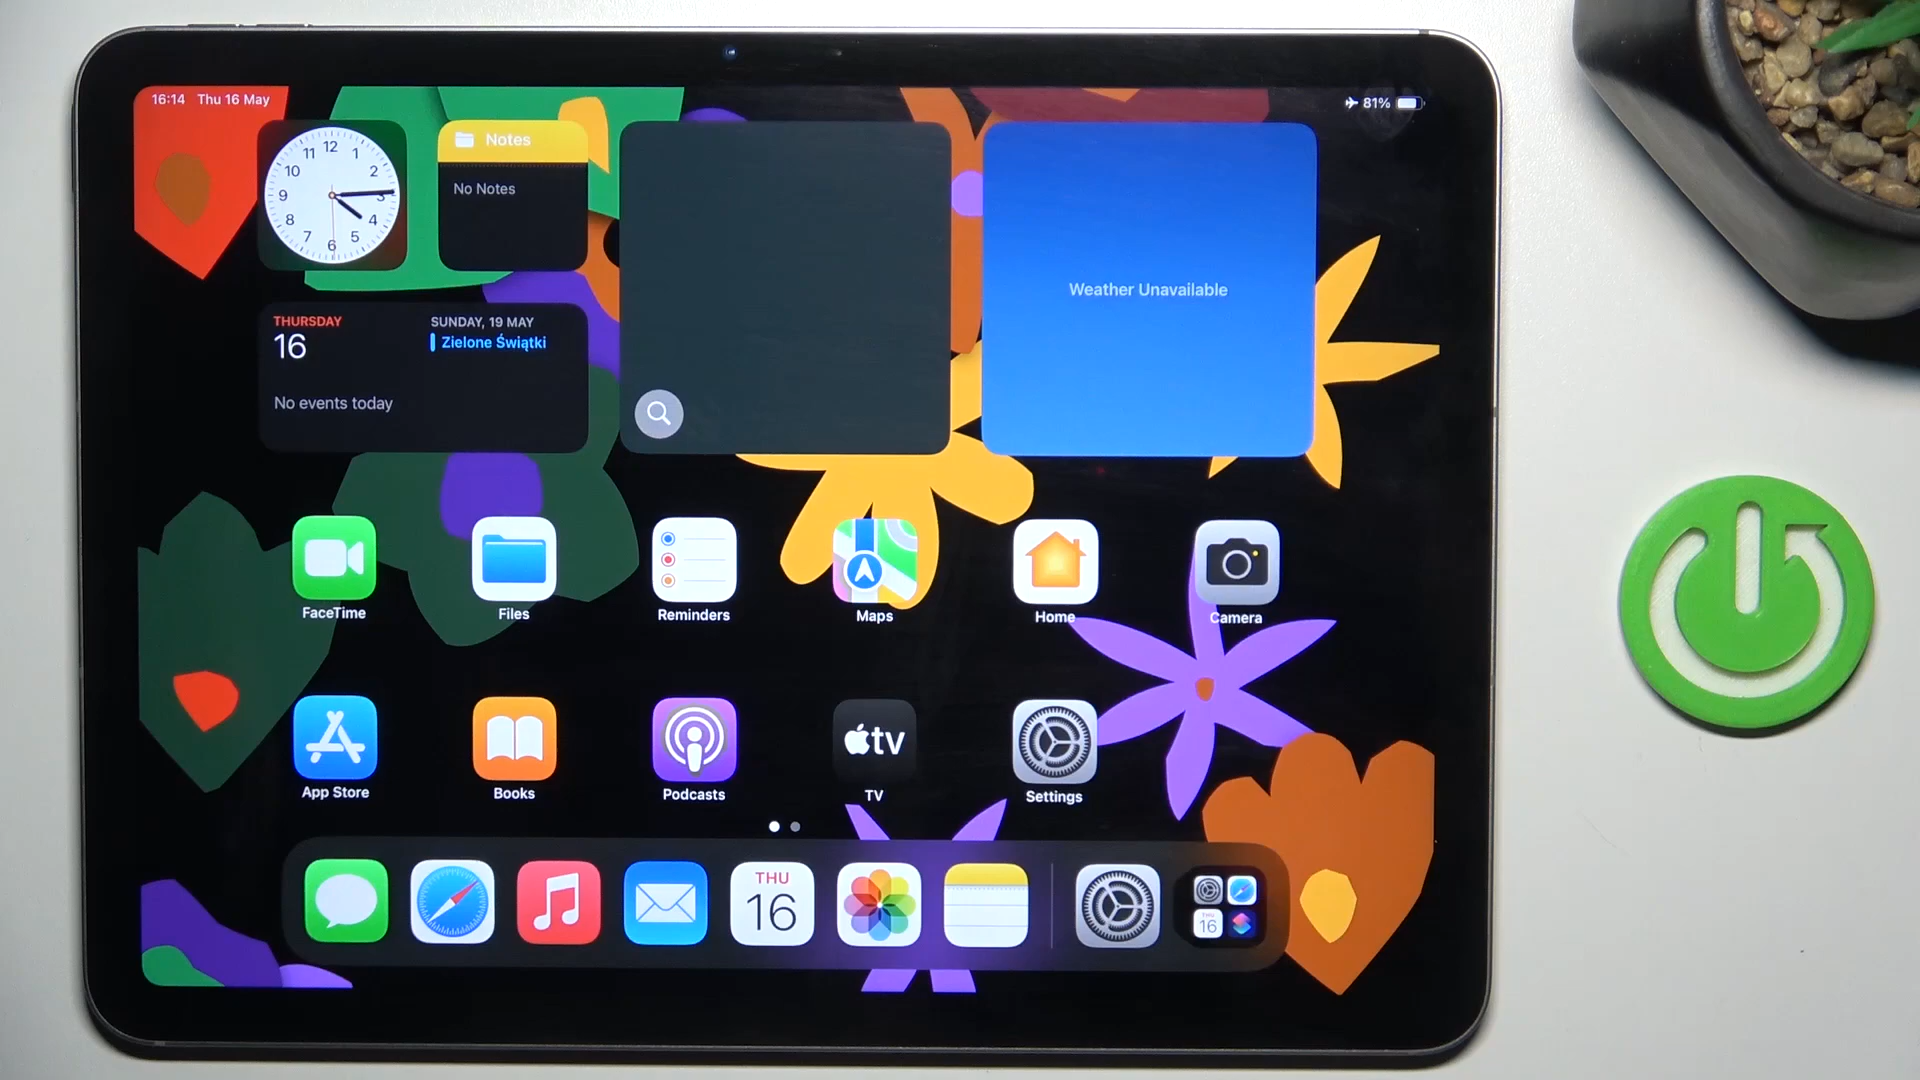 16:14 Thu 16 May
81%
12
11 1
10 2
9 3
8 4
7 5
6
Notes
No Notes
Weather Unavailable
THURSDAY
16
No events today
SUNDAY, 19 MAY
Zielone Świątki
FaceTime
Files
Reminders
Maps
Home
Camera
tv
App Store
Books
Podcasts
TV
Settings
THU
16
THU
16